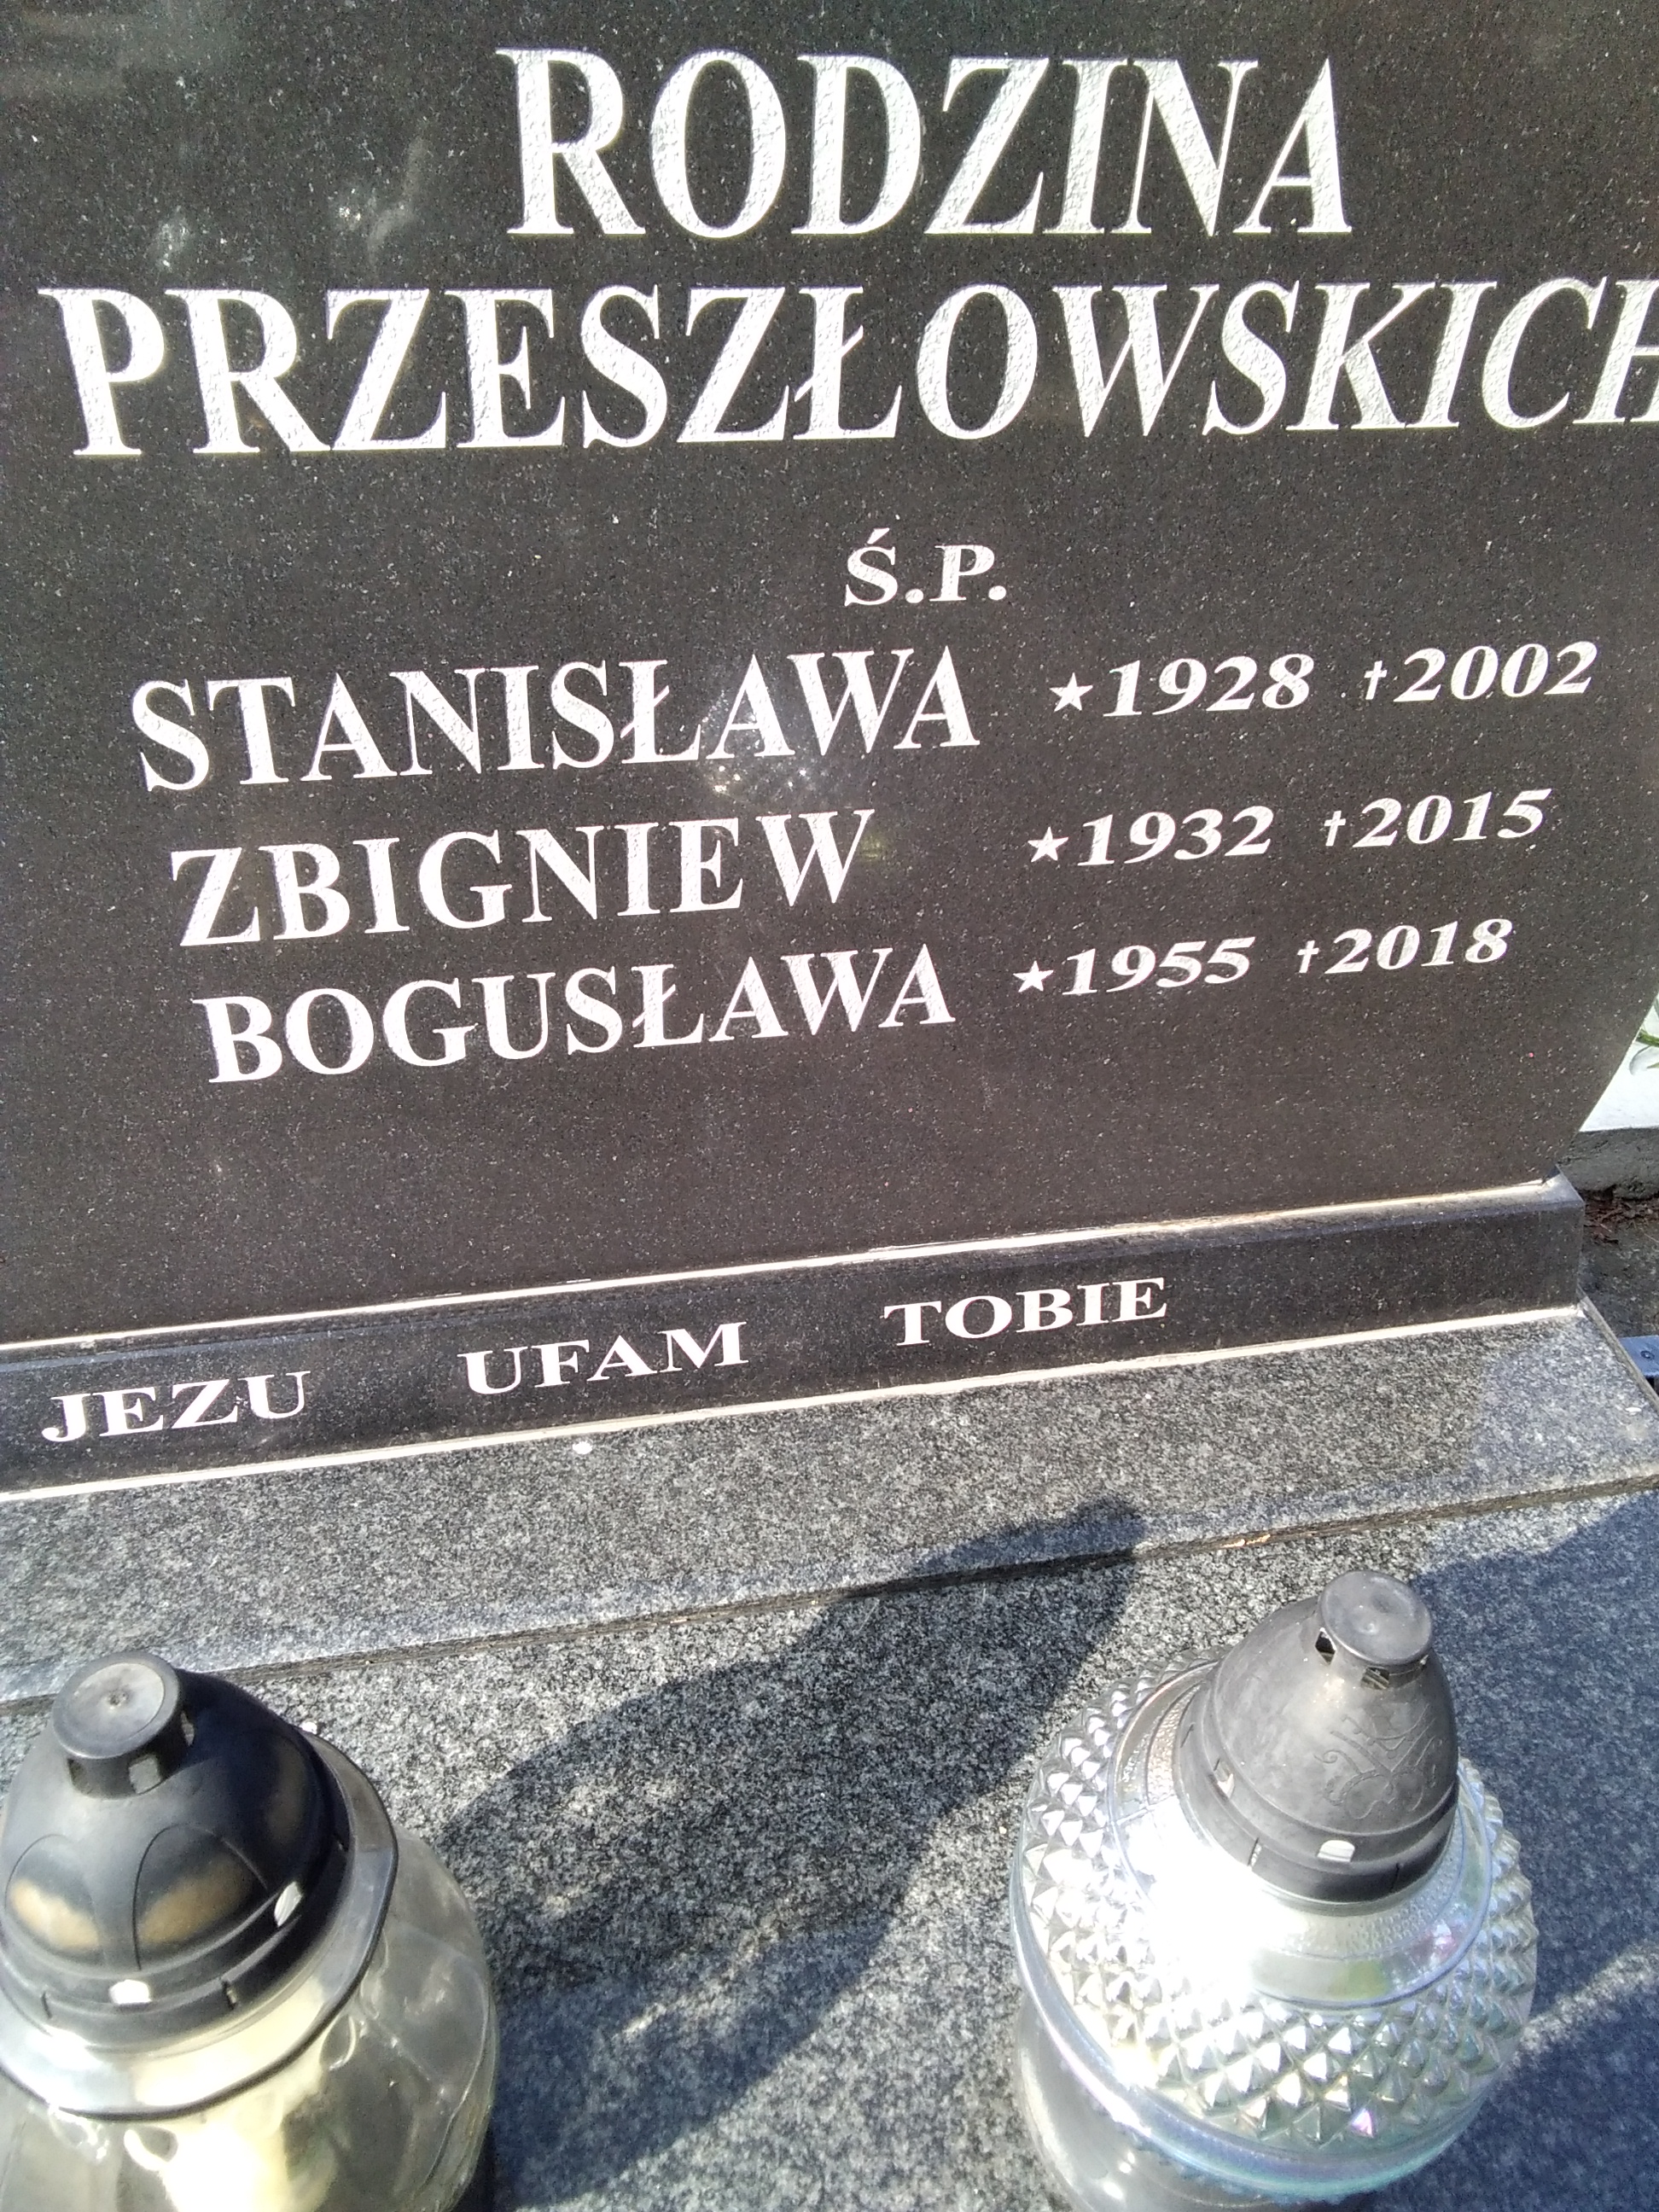 RODZINA
PRZESZŁOWSKICH
Ś.P.
STANISŁAWA ★1928 †2002
ZBIGNIEW ★1932 †2015
BOGUSŁAWA ★1955 †2018
JEZU UFAM TOBIE